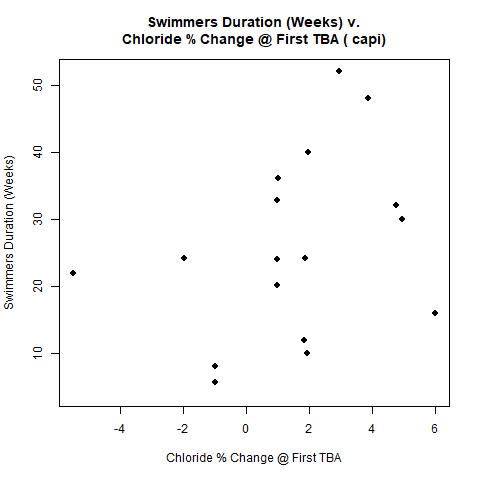 Swimmers Duration (Weeks) v.
Chloride % Change @ First TBA ( capi)
Swimmers Duration (Weeks)
50
40
30
20
10
-4 -2 0 2 4 6
Chloride % Change @ First TBA